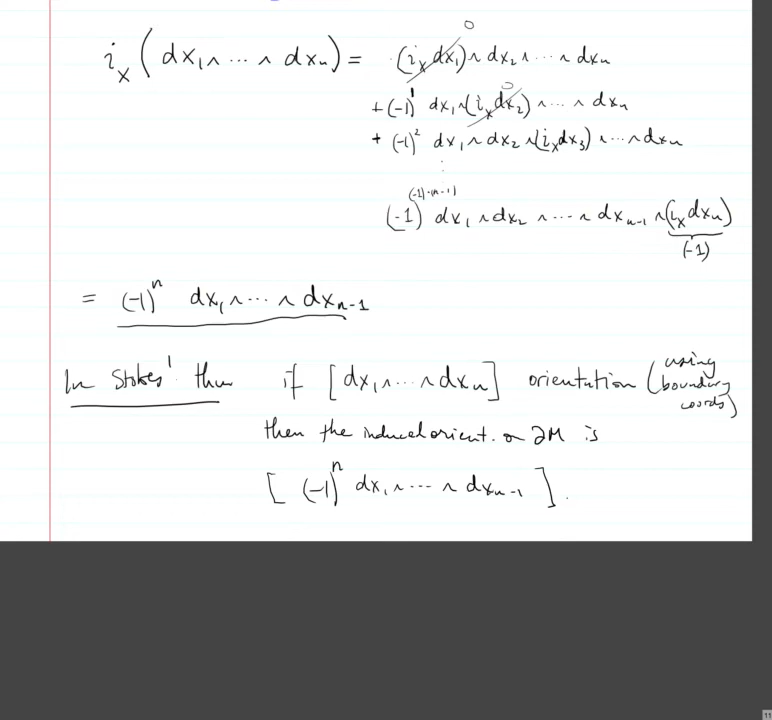 i_X ( dx_1 ∧ ⋯ ∧ dx_n ) = (i_X dx_1) ∧ dx_2 ∧ ⋯ ∧ dx_n
0
+ (-1)^1 dx_1 ∧ (i_X dx_2) ∧ ⋯ ∧ dx_n
0
+ (-1)^2 dx_1 ∧ dx_2 ∧ (i_X dx_3) ∧ ⋯ ∧ dx_n
⋮
(-1)^{(-1)·(n-1)} dx_1 ∧ dx_2 ∧ ⋯ ∧ dx_{n-1} ∧ (i_X dx_n)
(-1)
= (-1)^n dx_1 ∧ ⋯ ∧ dx_{n-1}
In Stokes' thm if [dx_1 ∧ ⋯ ∧ dx_n] orientation (using boundary coords)
then the induced orient. on ∂M is
[ (-1)^n dx_1 ∧ ⋯ ∧ dx_{n-1} ].
11